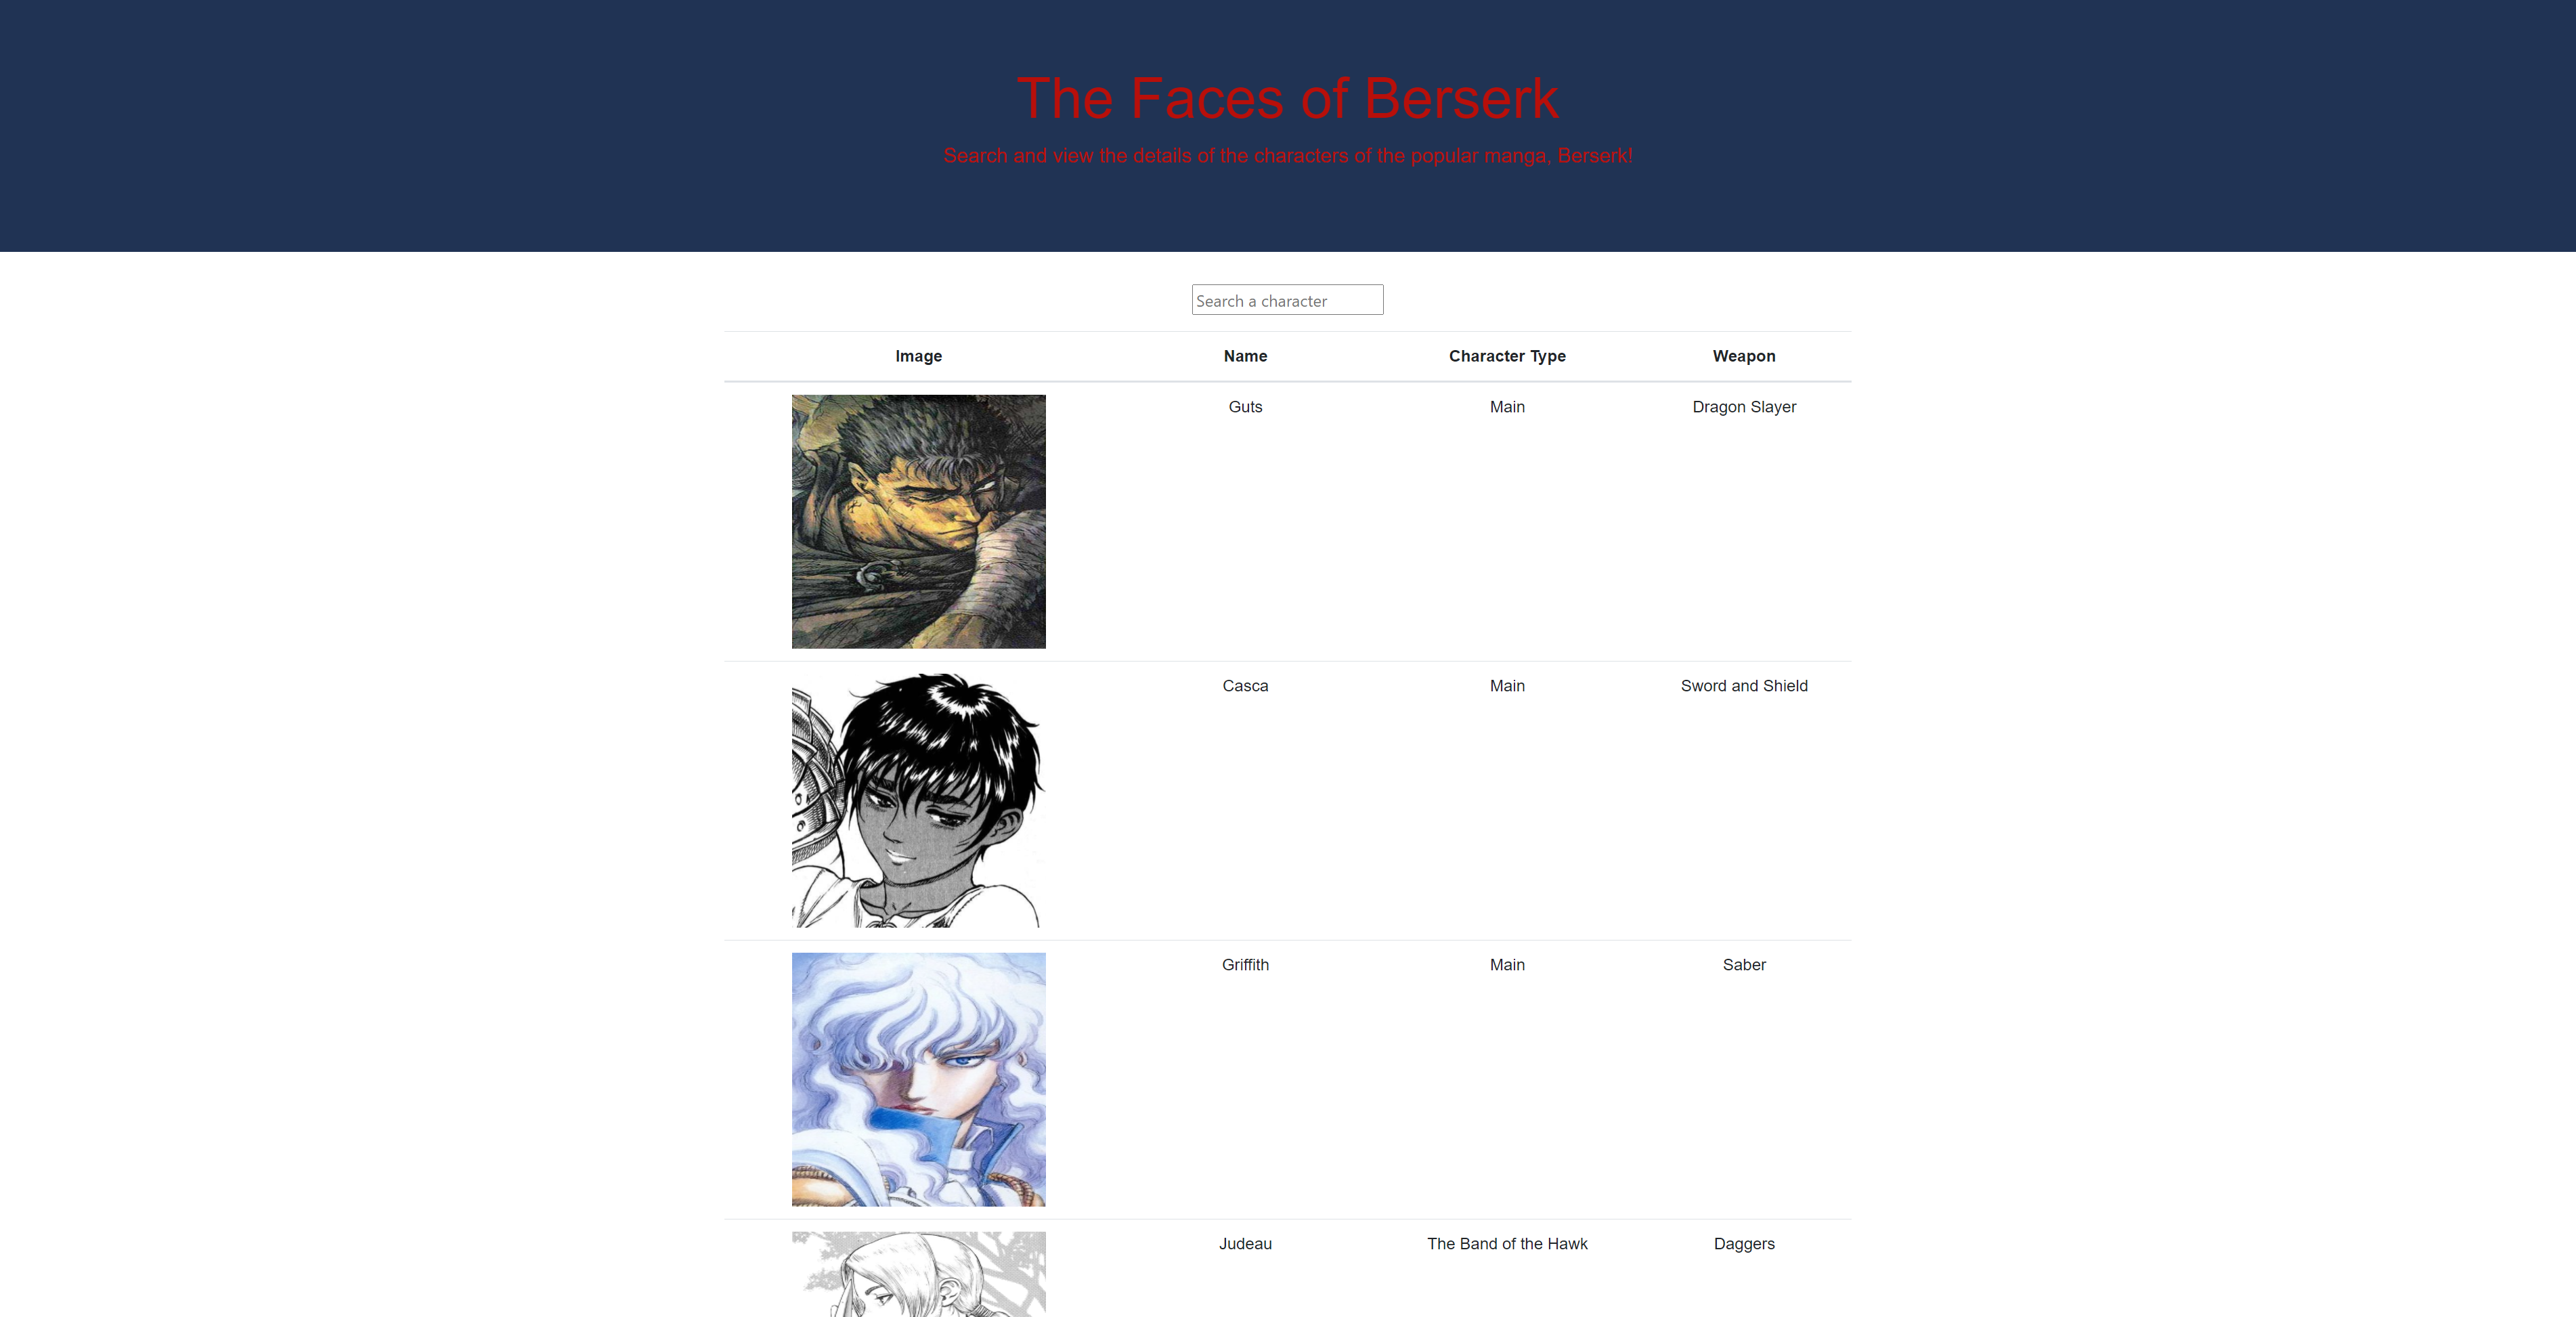 The Faces of Berserk
Search and view the details of the characters of the popular manga, Berserk!
Search a character
Image Name Character Type Weapon
Guts Main Dragon Slayer
Casca Main Sword and Shield
Griffith Main Saber
Judeau The Band of the Hawk Daggers